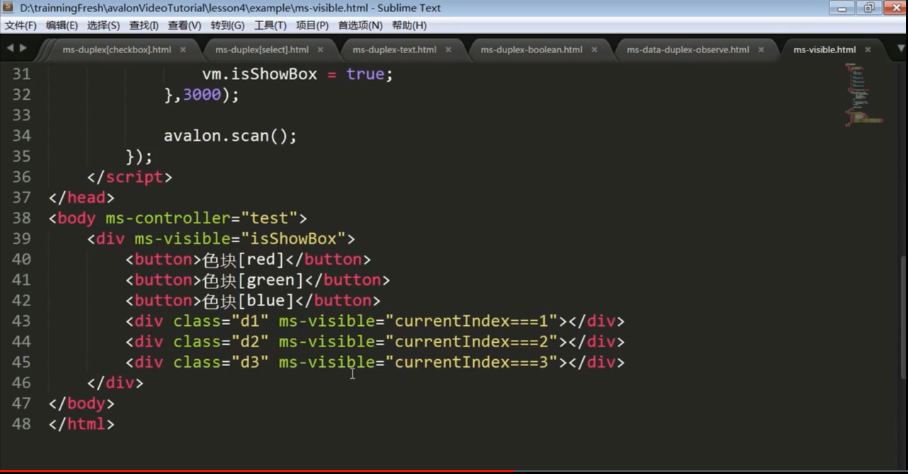 D:\trainningFresh\avalonVideoTutorial\lesson4\example\ms-visible.html - Sublime Text
文件(F) 编辑(E) 选择(S) 查找(I) 查看(V) 转到(G) 工具(T) 项目(P) 首选项(N) 帮助(H)
ms-duplex[checkbox].html ms-duplex[select].html ms-duplex-text.html ms-duplex-boolean.html ms-data-duplex-observe.html ms-visible.html
31 vm.isShowBox = true;
32 },3000);
33
34 avalon.scan();
35 });
36 </script>
37 </head>
38 <body ms-controller="test">
39 <div ms-visible="isShowBox">
40 <button>色块[red]</button>
41 <button>色块[green]</button>
42 <button>色块[blue]</button>
43 <div class="d1" ms-visible="currentIndex===1"></div>
44 <div class="d2" ms-visible="currentIndex===2"></div>
45 <div class="d3" ms-visible="currentIndex===3"></div>
46 </div>
47 </body>
48 </html>